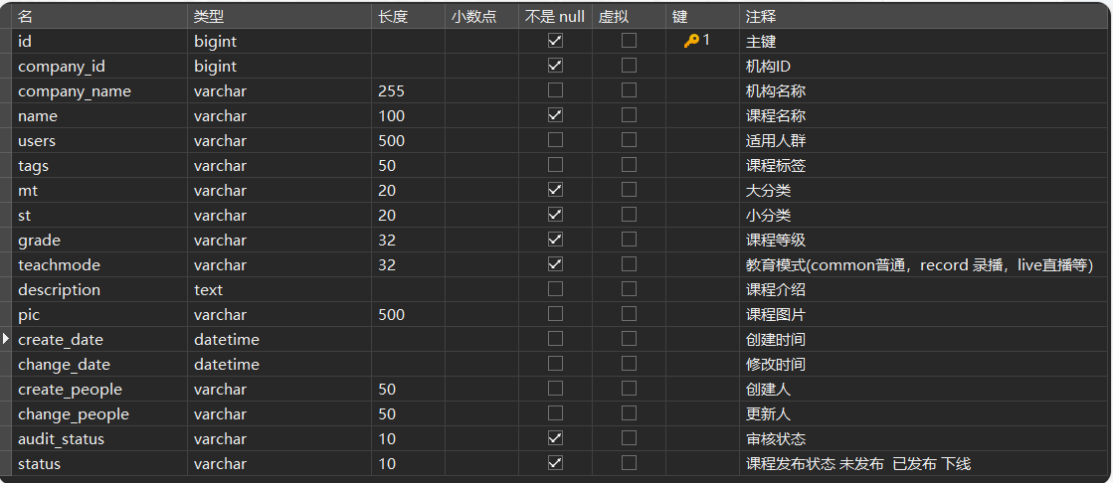 名 类型 长度 小数点 不是 null 虚拟 键 注释
id bigint 1 主键
company_id bigint 机构ID
company_name varchar 255 机构名称
name varchar 100 课程名称
users varchar 500 适用人群
tags varchar 50 课程标签
mt varchar 20 大分类
st varchar 20 小分类
grade varchar 32 课程等级
teachmode varchar 32 教育模式(common普通，record 录播，live直播等)
description text 课程介绍
pic varchar 500 课程图片
create_date datetime 创建时间
change_date datetime 修改时间
create_people varchar 50 创建人
change_people varchar 50 更新人
audit_status varchar 10 审核状态
status varchar 10 课程发布状态 未发布 已发布 下线